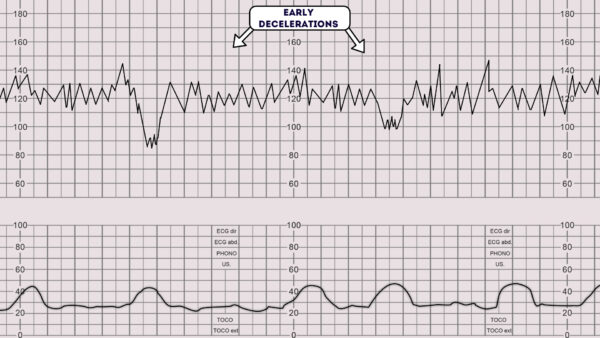 EARLY
DECELERATIONS
180
160
140
120
100
80
60
180
160
140
120
100
80
60
180
160
140
120
100
80
60
100
80
60
40
20
0
ECG dir
ECG abd.
PHONO
US.
TOCO
TOCO ext
100
80
60
40
20
0
ECG dir
ECG abd.
PHONO
US.
TOCO
TOCO ext
100
80
60
40
20
0